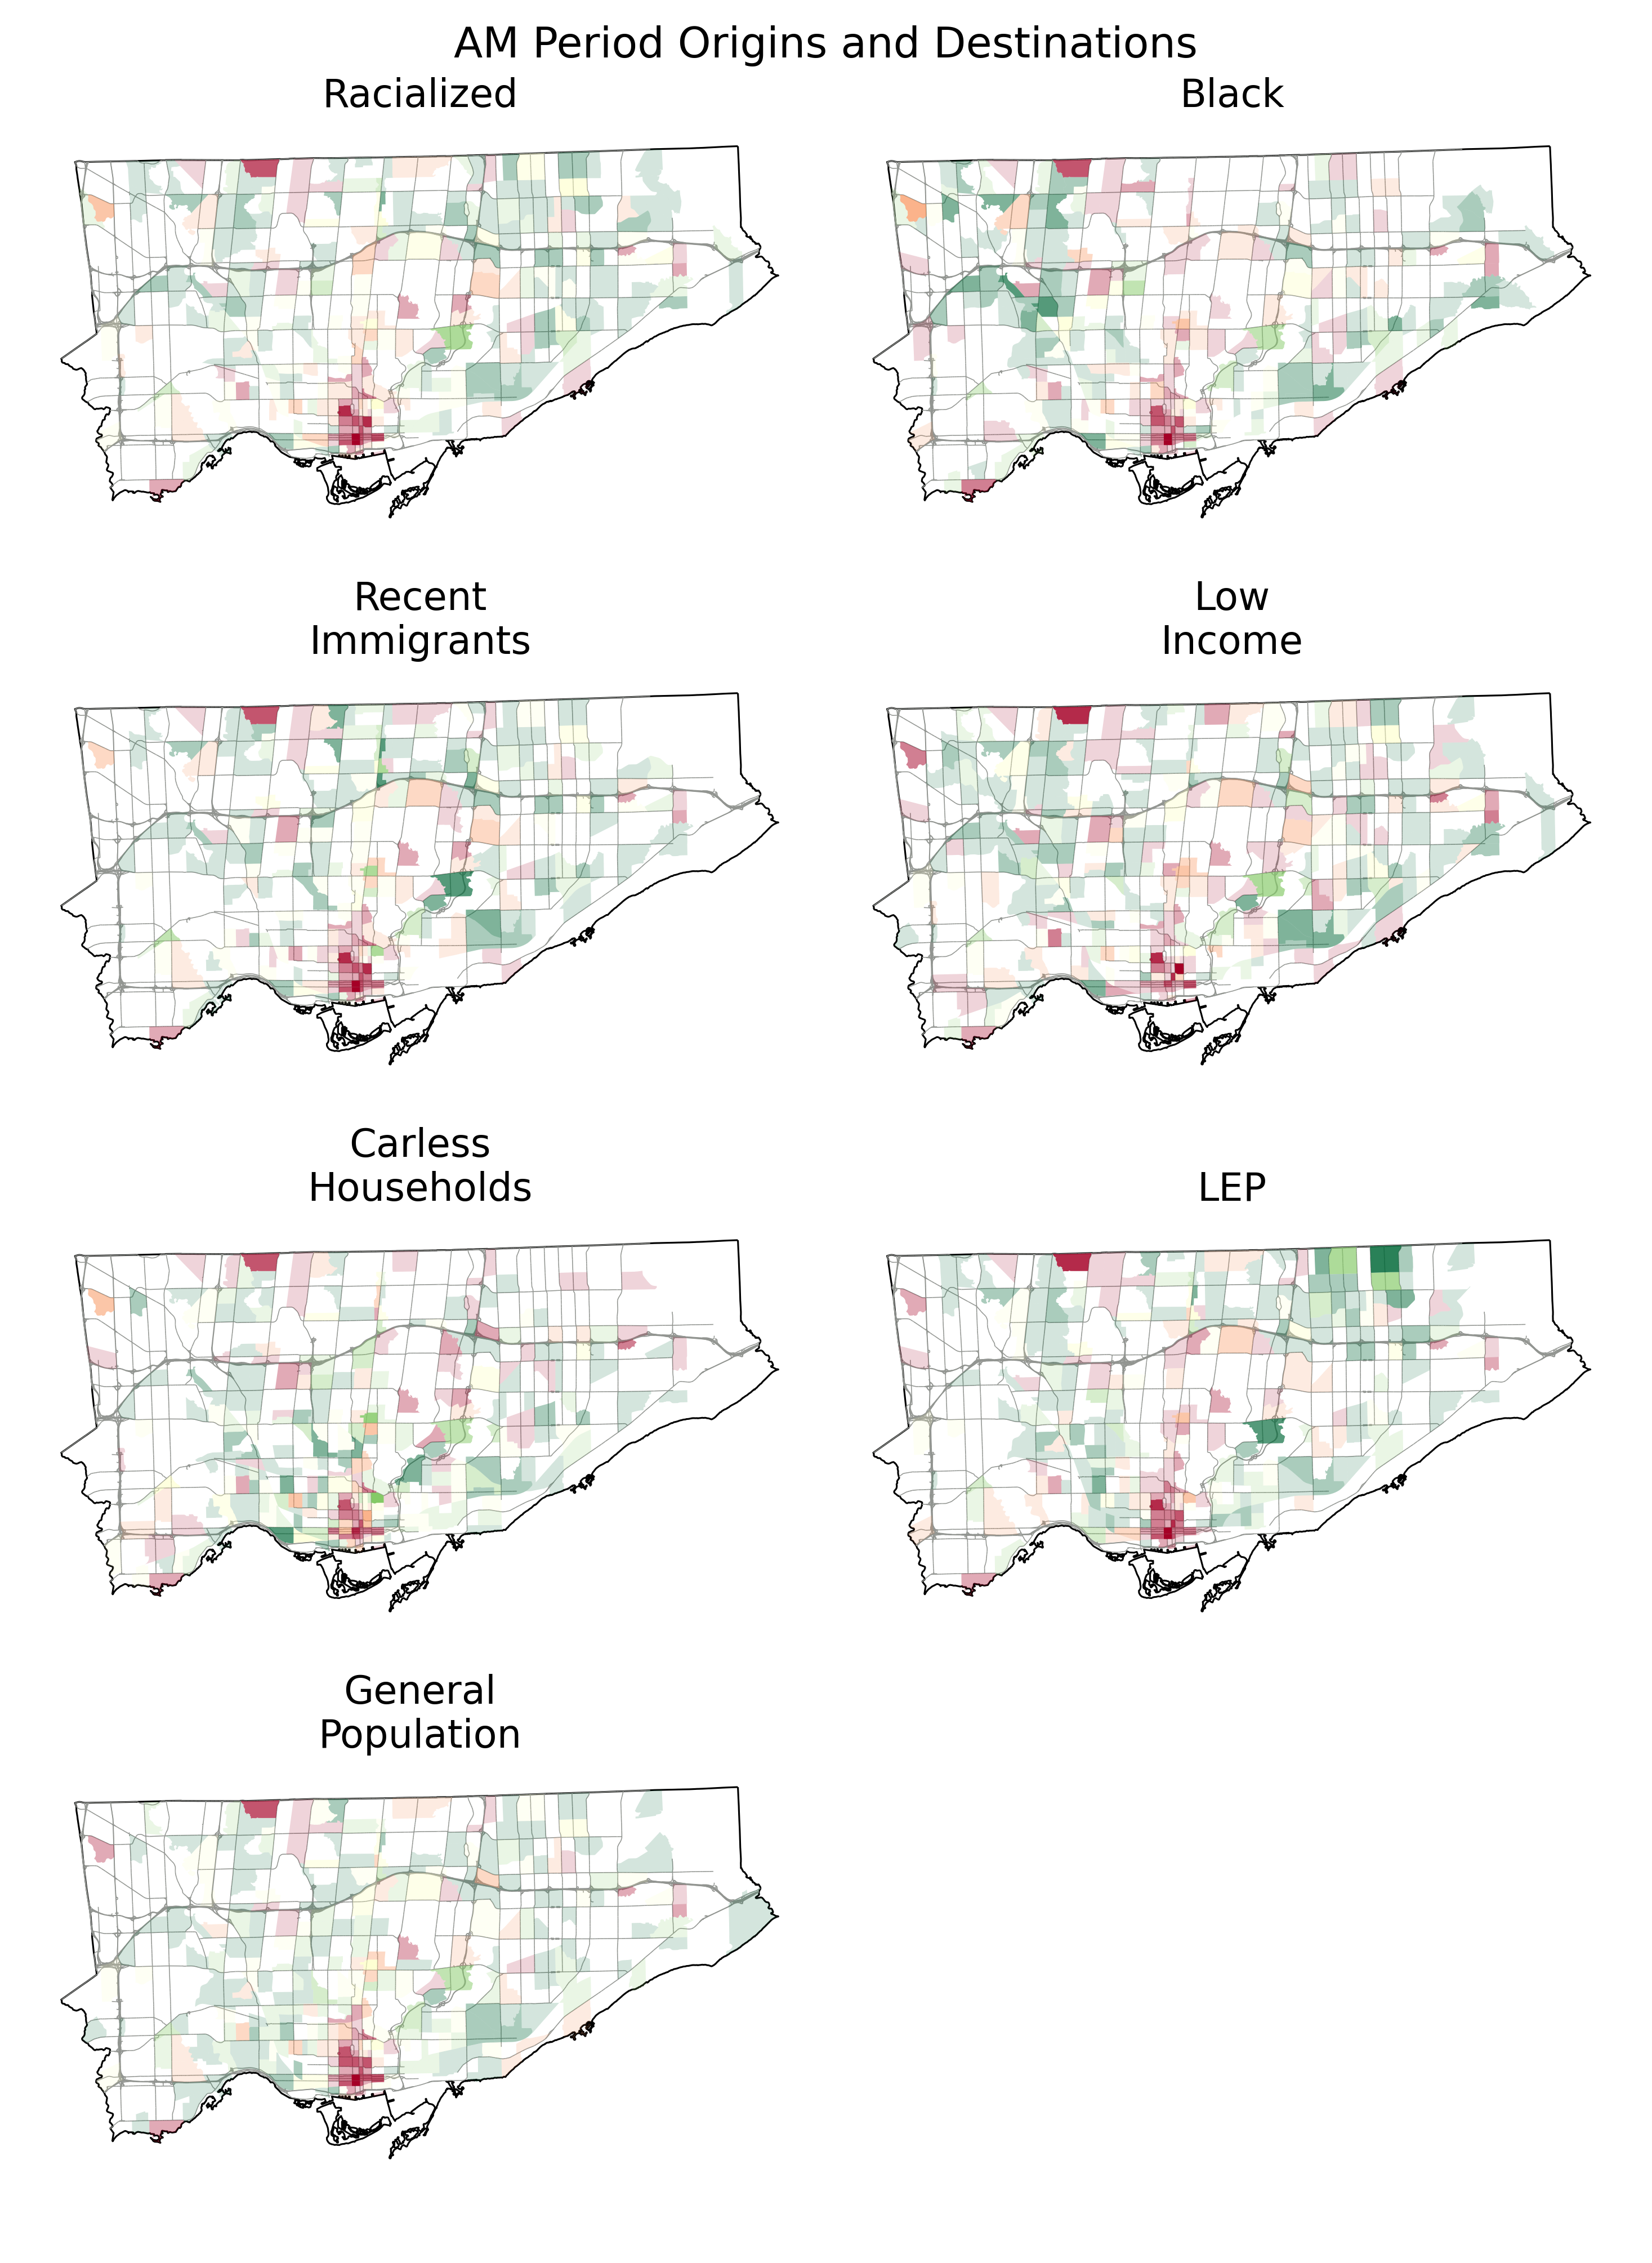 AM Period Origins and Destinations
Racialized
Black
Recent
Immigrants
Low
Income
Carless
Households
LEP
General
Population